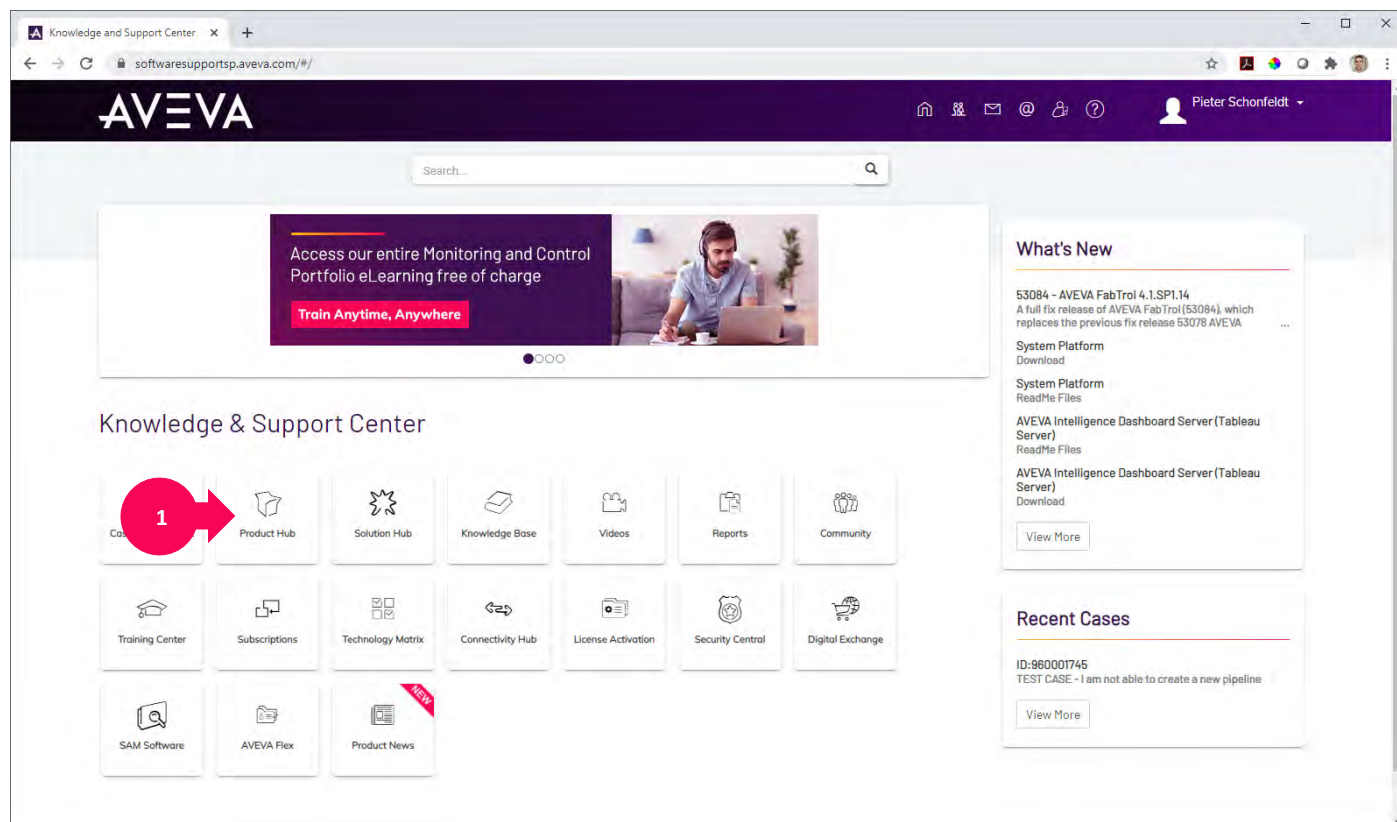 Knowledge and Support Center
softwaresupportsp.aveva.com/#/
AVEVA
Pieter Schonfeldt
Search...
Access our entire Monitoring and Control
Portfolio eLearning free of charge
Train Anytime, Anywhere
What's New
53084 - AVEVA FabTrol 4.1.SP1.14
A full fix release of AVEVA FabTrol (53084), which
replaces the previous fix release 53078 AVEVA ...
System Platform
Download
System Platform
ReadMe Files
AVEVA Intelligence Dashboard Server (Tableau
Server)
ReadMe Files
AVEVA Intelligence Dashboard Server (Tableau
Server)
Download
View More
Knowledge & Support Center
1
Product Hub
Solution Hub
Knowledge Base
Videos
Reports
Community
Training Center
Subscriptions
Technology Matrix
Connectivity Hub
License Activation
Security Central
Digital Exchange
SAM Software
AVEVA Flex
NEW
Product News
Recent Cases
ID:960001745
TEST CASE - I am not able to create a new pipeline
View More